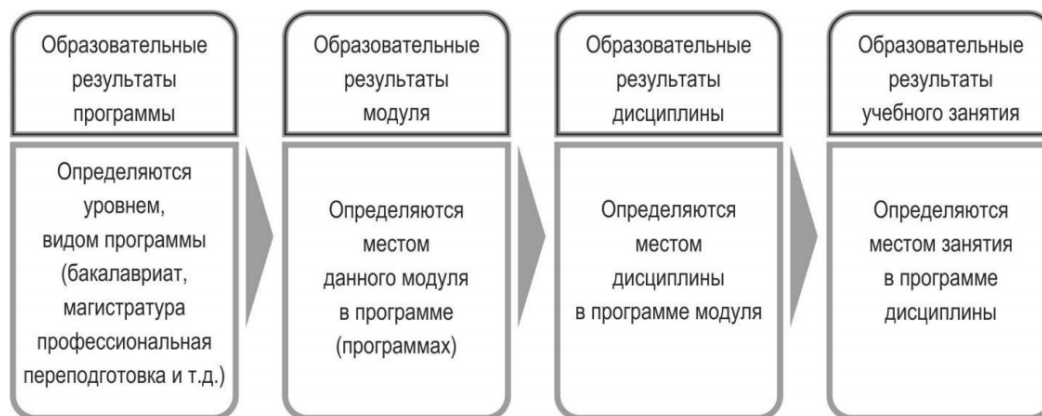 Образовательные
результаты
программы
Определяются
уровнем,
видом программы
(бакалавриат,
магистратура
профессиональная
переподготовка и т.д.)
Образовательные
результаты
модуля
Определяются
местом
данного модуля
в программе
(программах)
Образовательные
результаты
дисциплины
Определяются
местом
дисциплины
в программе модуля
Образовательные
результаты
учебного занятия
Определяются
местом занятия
в программе
дисциплины